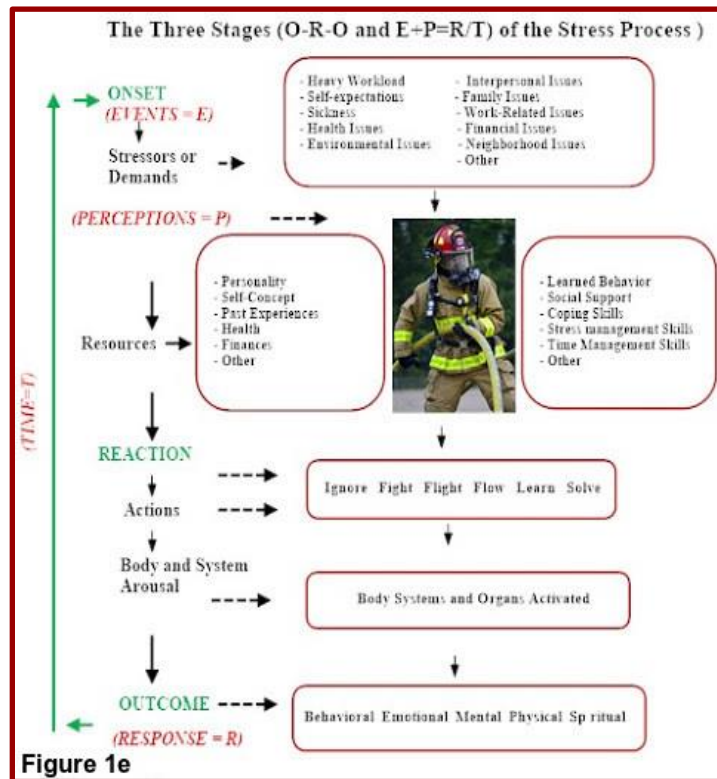 The Three Stages (O-R-O and E+P=R/T) of the Stress Process )
ONSET
(EVENTS = E)
Stressors or
Demands
- Heavy Workload
- Self-expectations
- Sickness
- Health Issues
- Environmental Issues
- Interpersonal Issues
- Family Issues
- Work-Related Issues
- Financial Issues
- Neighborhood Issues
- Other
(PERCEPTIONS = P)
- Personality
- Self-Concept
- Past Experiences
- Health
- Finances
- Other
- Learned Behavior
- Social Support
- Coping Skills
- Stress management Skills
- Time Management Skills
- Other
Resources
(TIME=T)
REACTION
Actions
Ignore Fight Flight Flow Learn Solve
Body and System
Arousal
Body Systems and Organs Activated
OUTCOME
(RESPONSE = R)
Behavioral Emotional Mental Physical Sp ritual
Figure 1e